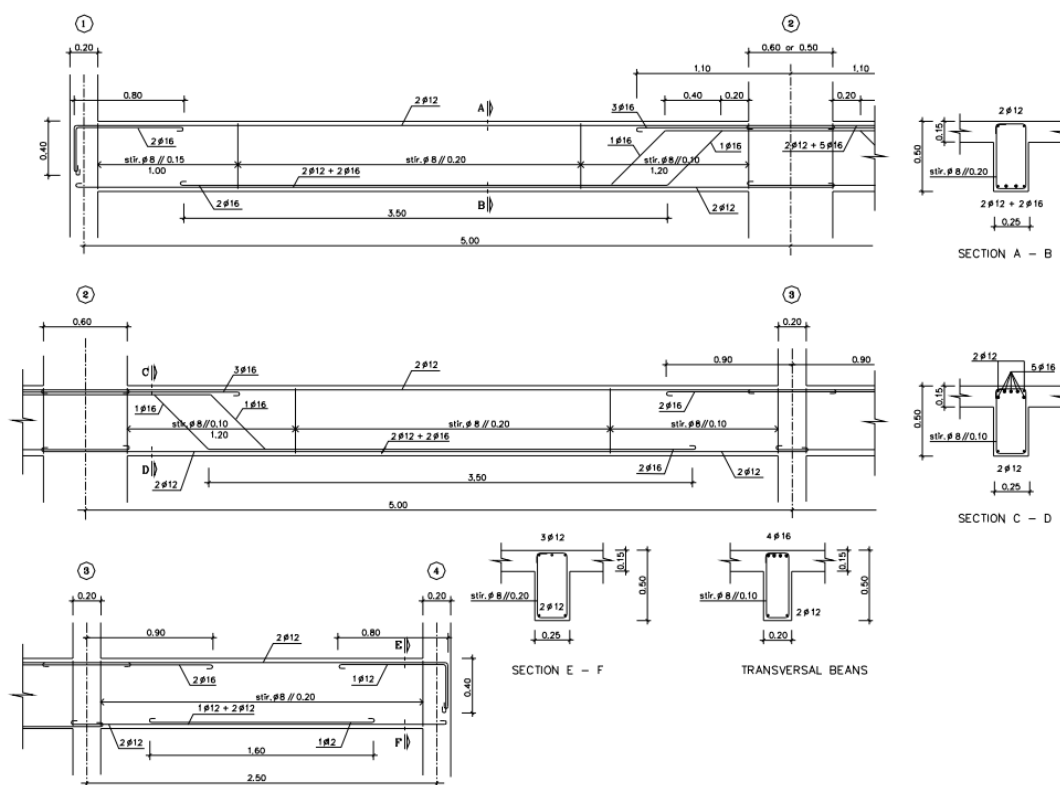 1
2
0.20
0.60 or 0.50
1.10
1.10
0.80
0.40
0.20
0.20
2ø12
A
3ø16
2ø12
2ø16
1ø16
1ø16
2ø12 + 5ø16
0.40
stir.ø8//0.15
stir.ø8//0.20
stir.ø8//0.10
1.00
1.20
2ø12 + 2ø16
2ø16
B
2ø12
3.50
5.00
0.15
0.50
stir.ø8//0.20
2ø12 + 2ø16
0.25
SECTION A - B
2
3
0.60
0.20
0.90
0.90
C
3ø16
2ø12
1ø16
1ø16
2ø16
stir.ø8//0.10
stir.ø8//0.20
stir.ø8//0.10
1.20
2ø12 + 2ø16
D
2ø12
2ø16
2ø12
3.50
5.00
2ø12
5ø16
0.15
0.50
stir.ø8//0.10
2ø12
0.25
SECTION C - D
3
4
0.20
0.20
0.90
0.80
2ø12
E
2ø16
1ø12
0.40
stir.ø8//0.20
1ø12 + 2ø12
2ø12
1ø12
F
1.60
2.50
3ø12
0.15
0.50
stir.ø8//0.20
2ø12
0.25
SECTION E - F
4ø16
0.15
0.50
stir.ø8//0.10
2ø12
0.20
TRANSVERSAL BEANS